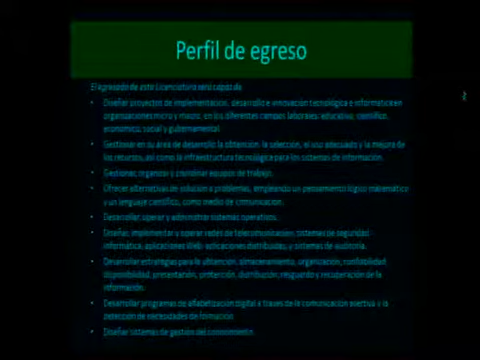 Perfil de egreso
El egresado de esta Licenciatura será capaz de
• Diseñar proyectos de implementación, desarrollo e innovación tecnológica e informática en
organizaciones micro y macro, en los diferentes campos laborales: educativo, científico,
económico, social y gubernamental.
• Gestionar en su área de desarrollo la obtención, la selección, el uso adecuado y la mejora de
los recursos, así como la infraestructura tecnológica para los sistemas de información.
• Gestionar, organizar y coordinar equipos de trabajo.
• Ofrecer alternativas de solución a problemas, empleando un pensamiento lógico matemático
y un lenguaje científico, como medio de comunicación.
• Desarrollar, operar y administrar sistemas operativos.
• Diseñar, implementar y operar redes de telecomunicación, sistemas de seguridad
informática, aplicaciones Web, aplicaciones distribuidas, y sistemas de auditoría.
• Desarrollar estrategias para la obtención, almacenamiento, organización, confiabilidad,
disponibilidad, presentación, protección, distribución, resguardo y recuperación de la
información.
• Desarrollar programas de alfabetización digital a través de la comunicación asertiva y la
detección de necesidades de formación.
• Diseñar sistemas de gestión del conocimiento.